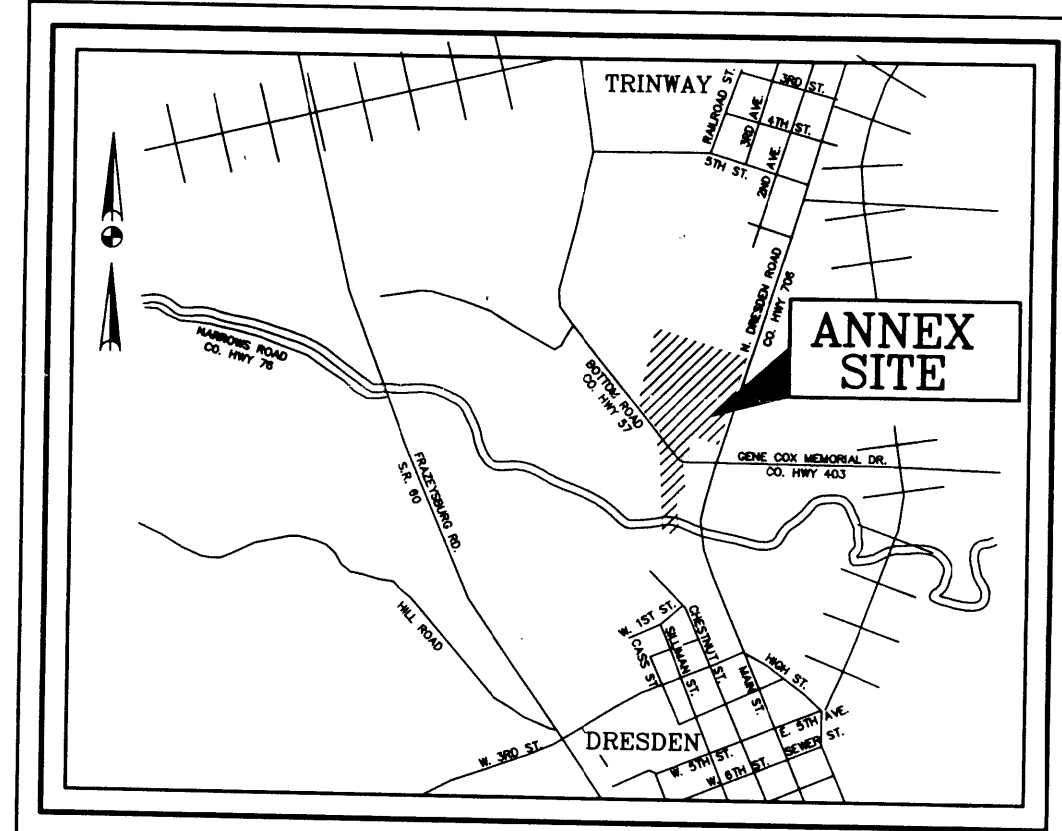 TRINWAY
RAILROAD ST.
3RD ST.
3RD AVE.
4TH ST.
5TH ST.
2ND AVE.
N. DRESDEN ROAD
CO. HWY 706
NARROWS ROAD
CO. HWY 76
ANNEX
SITE
BOTTOM ROAD
CO. HWY 57
GENE COX MEMORIAL DR.
CO. HWY 403
FRAZEYSBURG RD.
S.R. 60
HILL ROAD
W. 1ST ST.
CASS ST
SILLIMAN ST.
CHESTNUT ST.
MAIN ST.
HIGH ST.
W. 3RD ST.
DRESDEN
E. 5TH AVE.
SEWER ST.
W. 5TH ST.
W. 6TH ST.